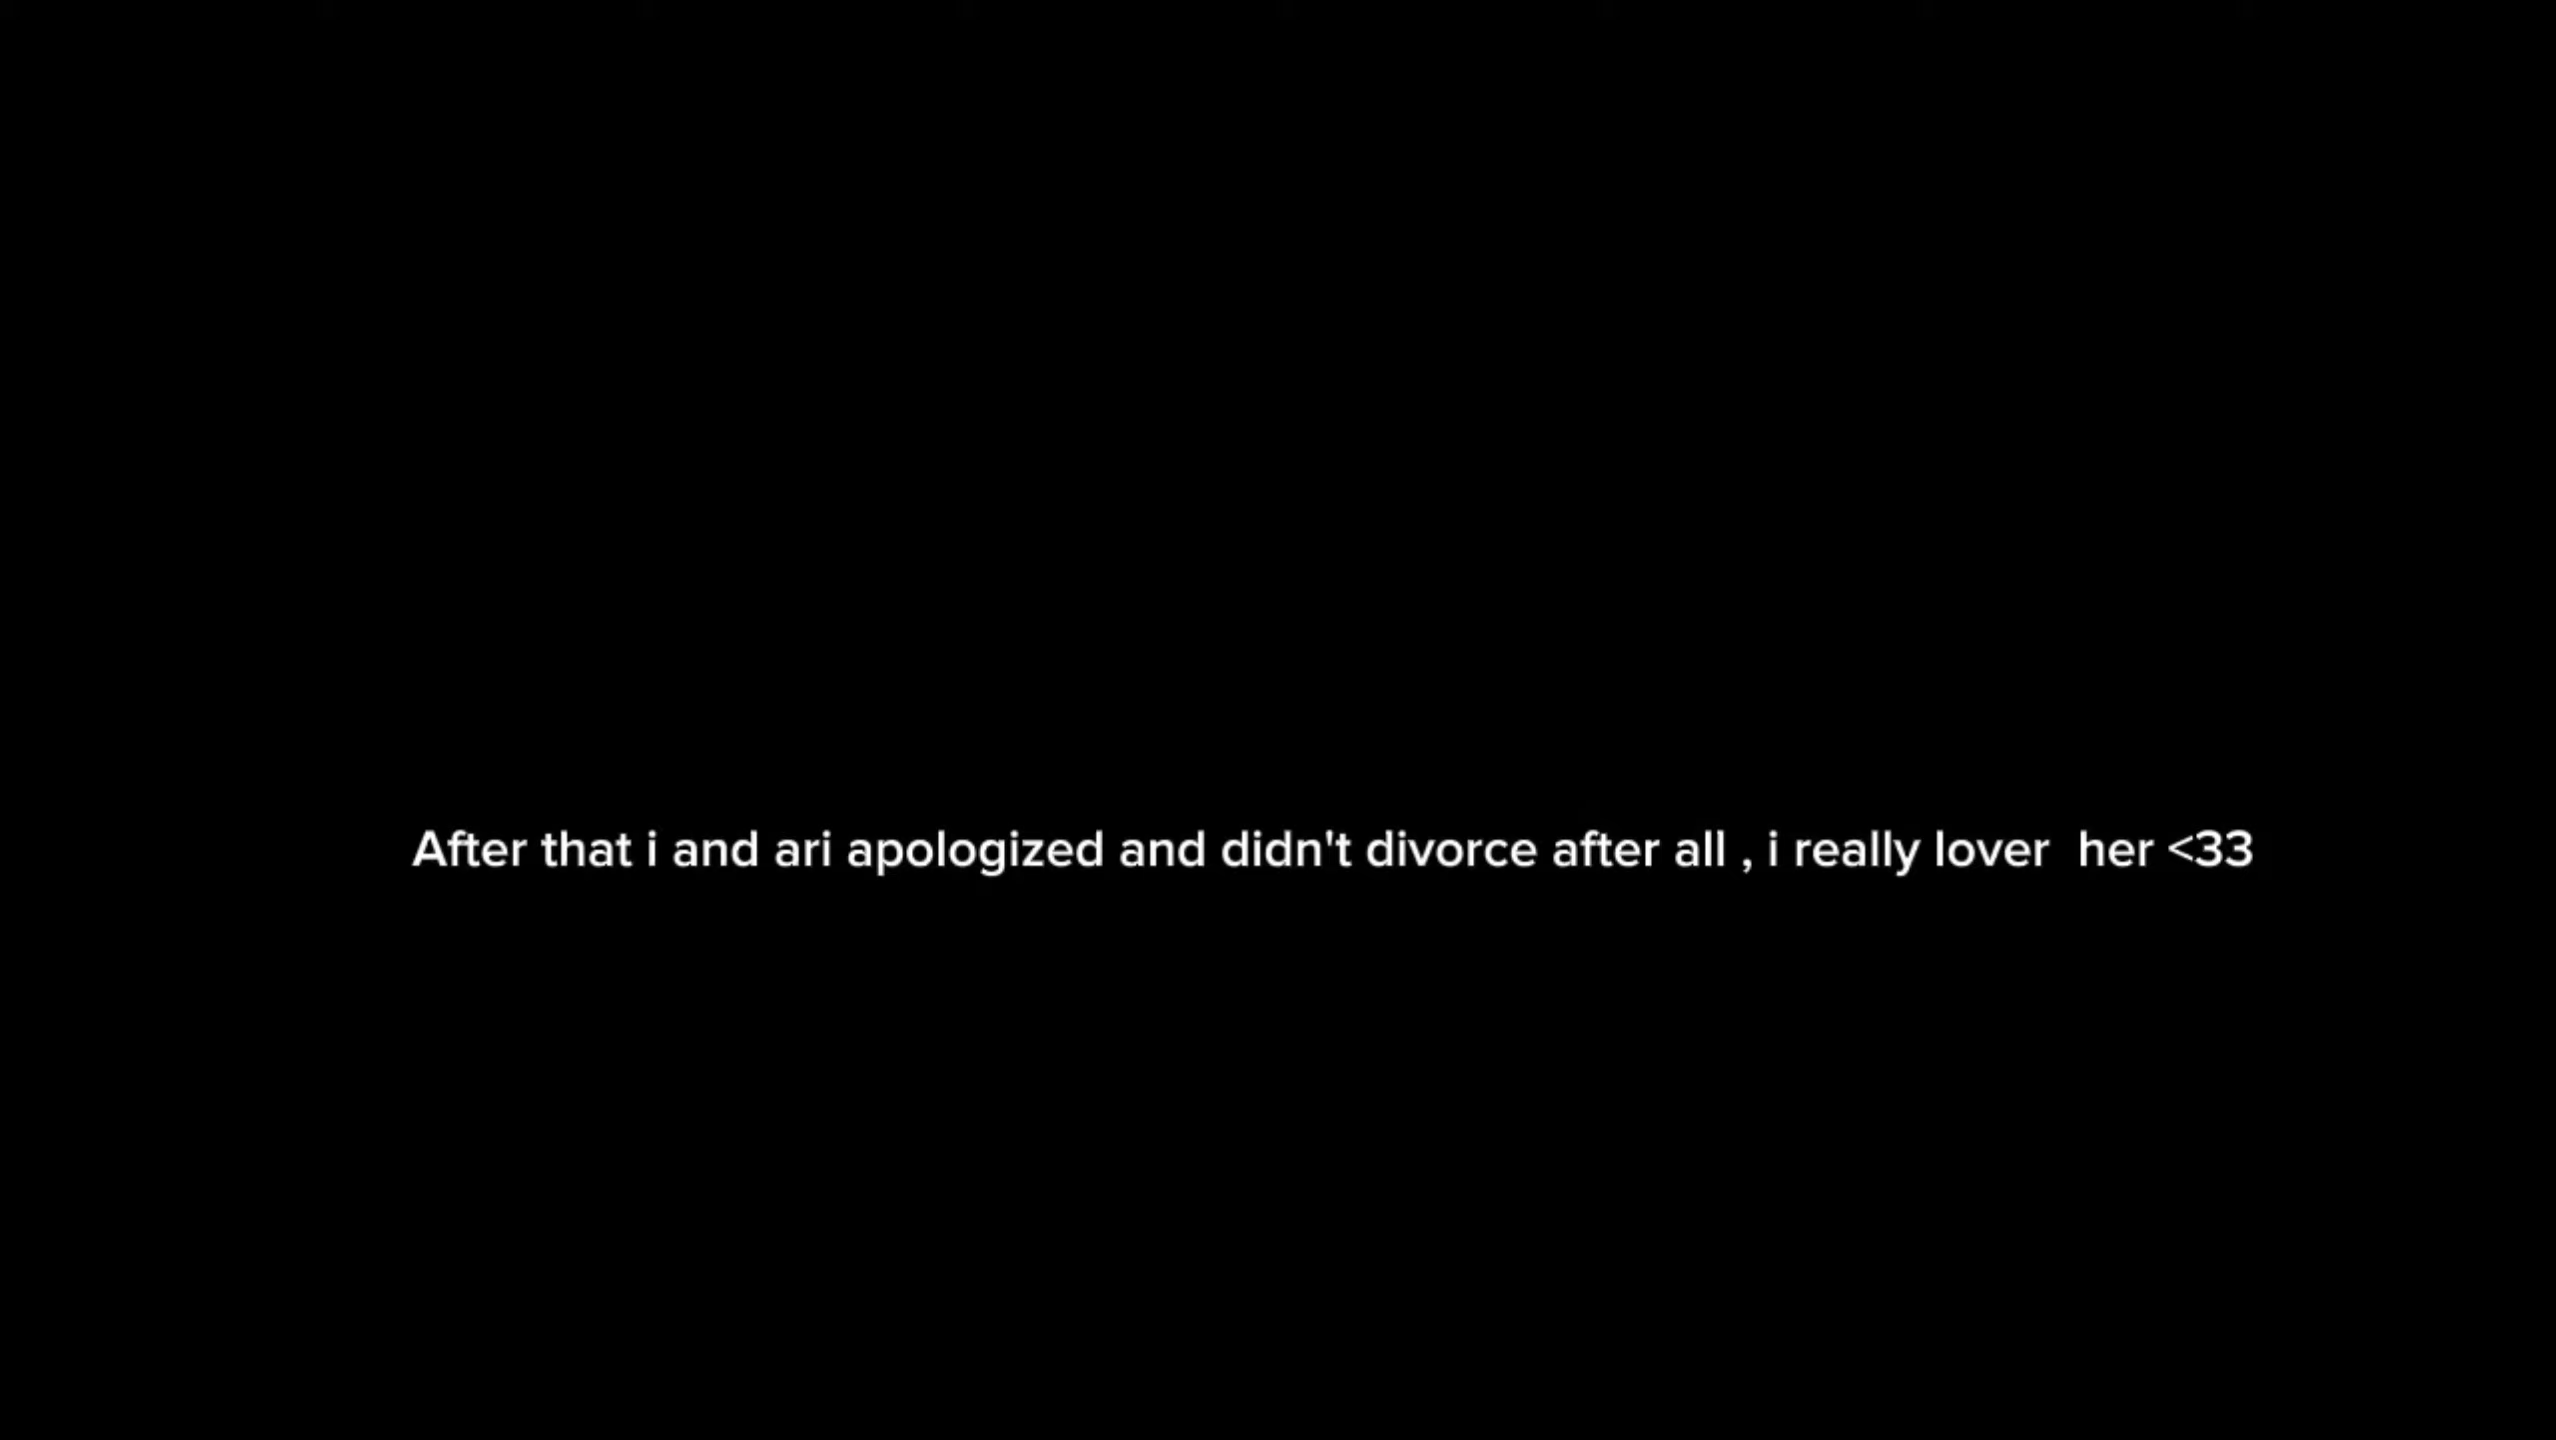 After that i and ari apologized and didn't divorce after all , i really lover  her <33